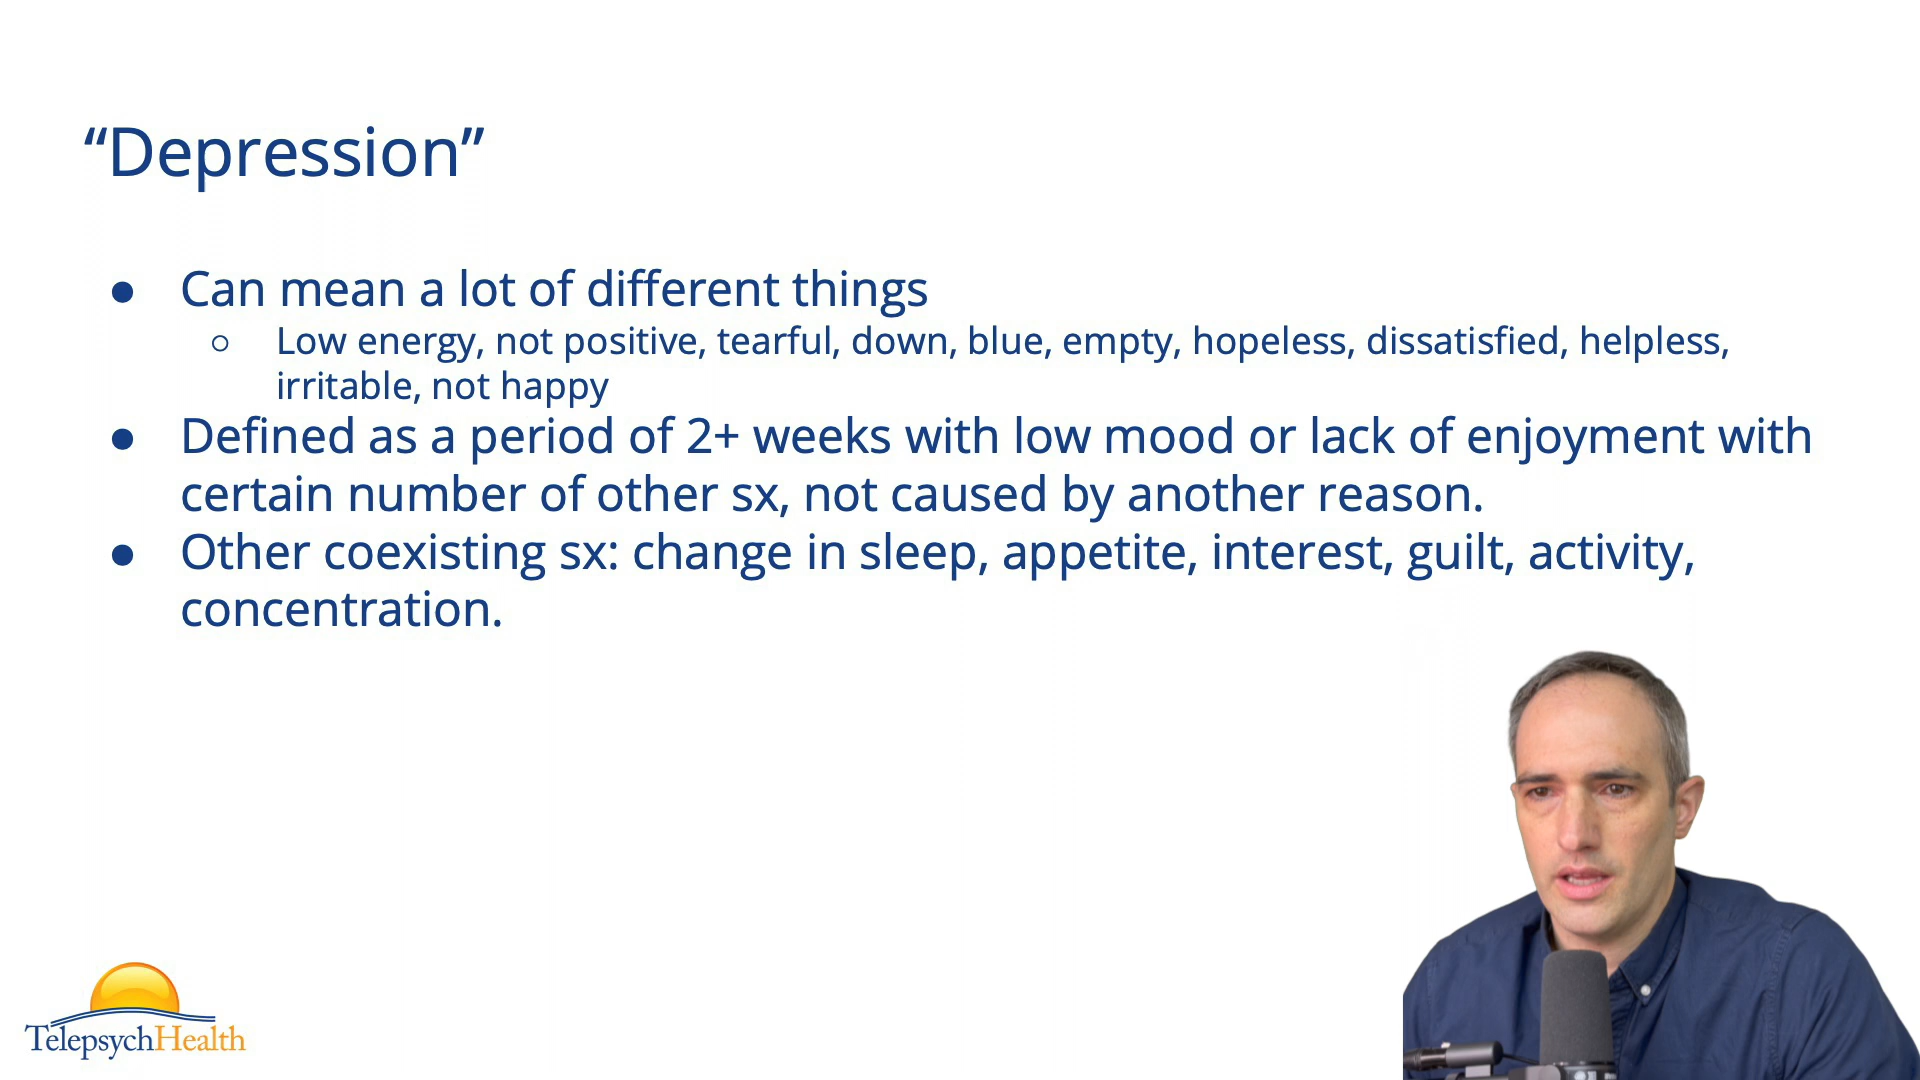 “Depression”
● Can mean a lot of different things
○ Low energy, not positive, tearful, down, blue, empty, hopeless, dissatisfied, helpless,
irritable, not happy
● Defined as a period of 2+ weeks with low mood or lack of enjoyment with
certain number of other sx, not caused by another reason.
● Other coexisting sx: change in sleep, appetite, interest, guilt, activity,
concentration.
TelepsychHealth